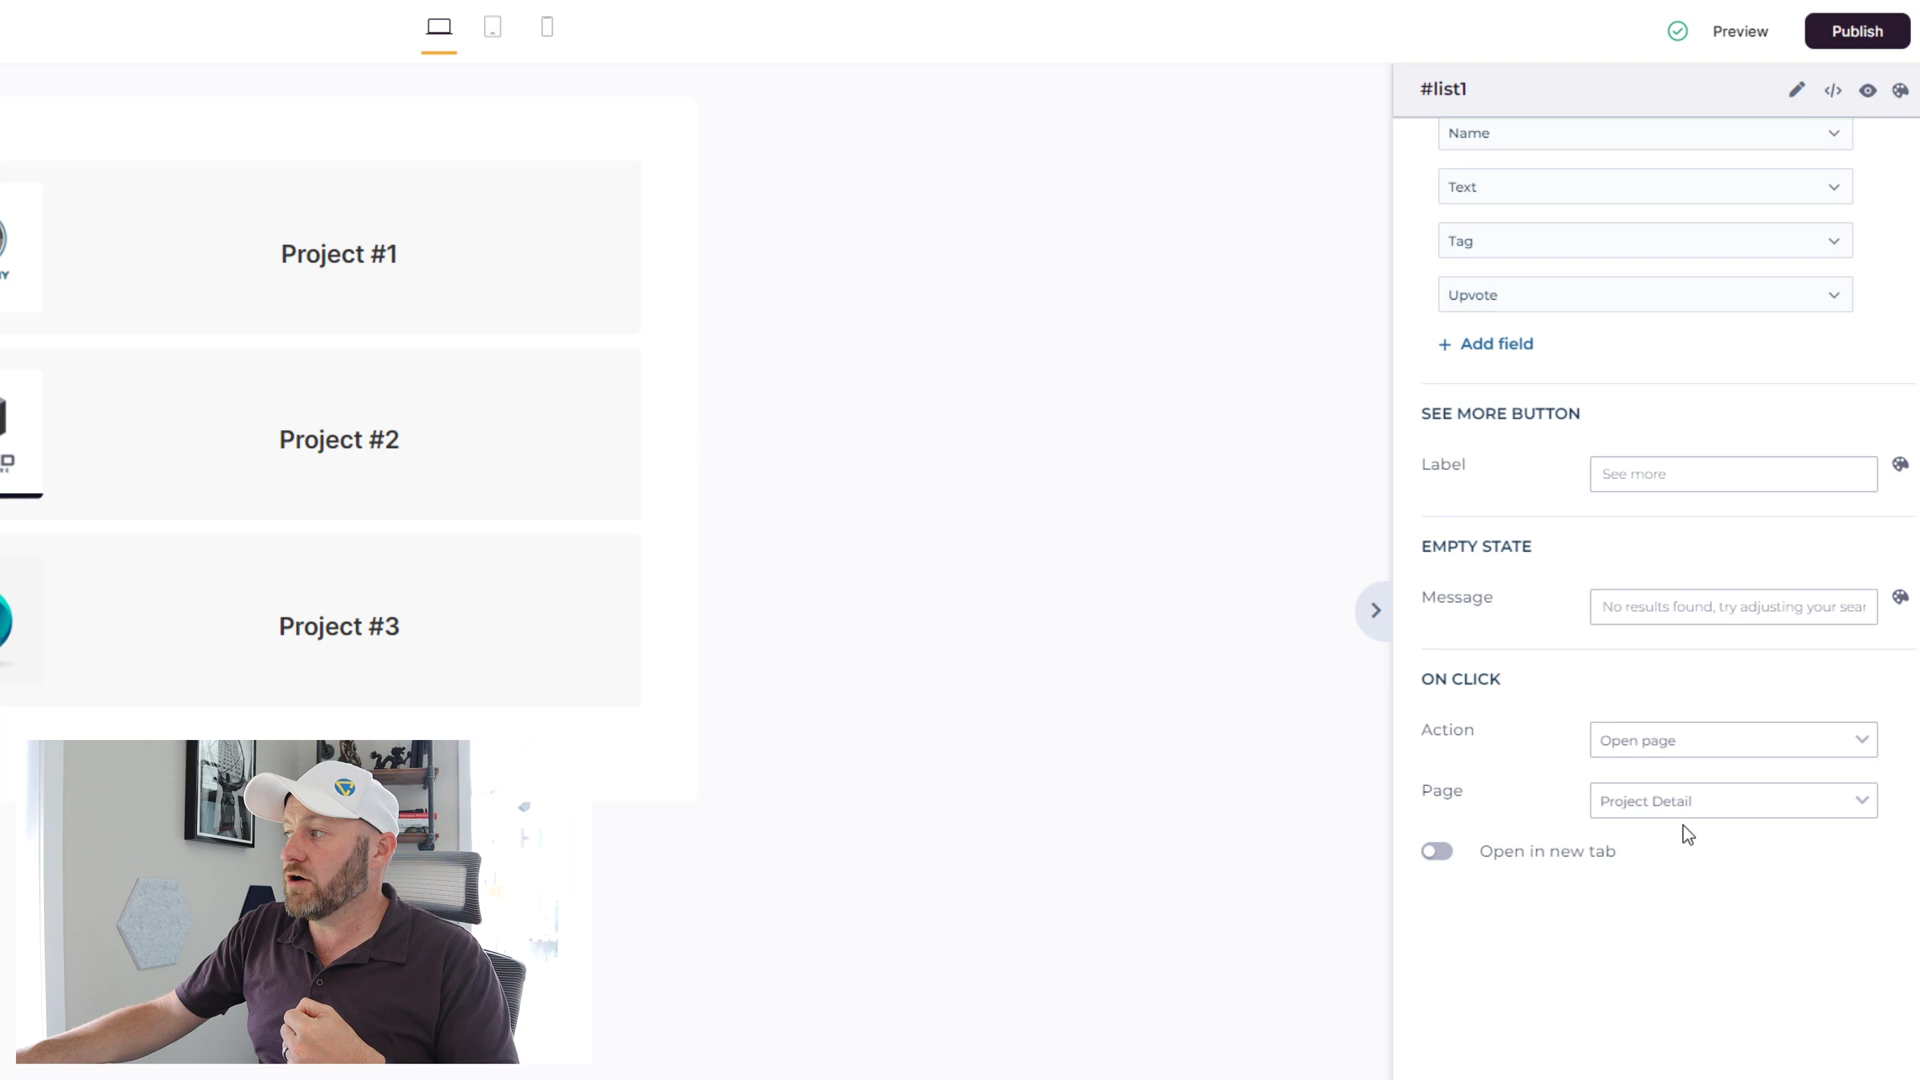 Preview
Publish
#list1
Name
Text
Tag
Upvote
+ Add field
SEE MORE BUTTON
Label
See more
EMPTY STATE
Message
No results found, try adjusting your sear
ON CLICK
Action
Open page
Page
Project Detail
Open in new tab
Project #1
Project #2
Project #3